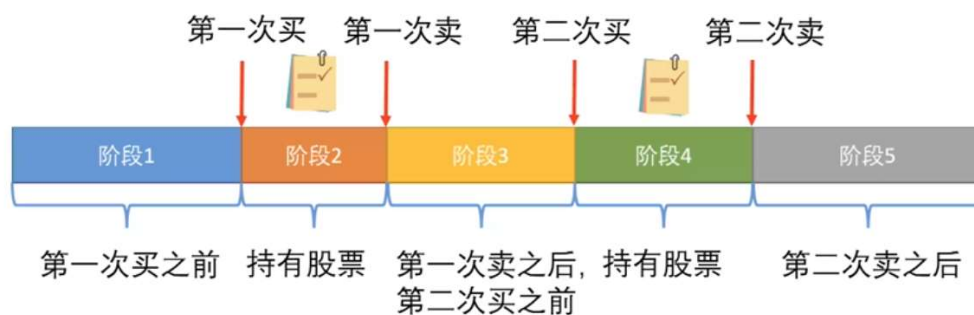 第一次买 第一次卖 第二次买 第二次卖
阶段1 阶段2 阶段3 阶段4 阶段5
第一次买之前 持有股票 第一次卖之后, 持有股票 第二次卖之后
第二次买之前